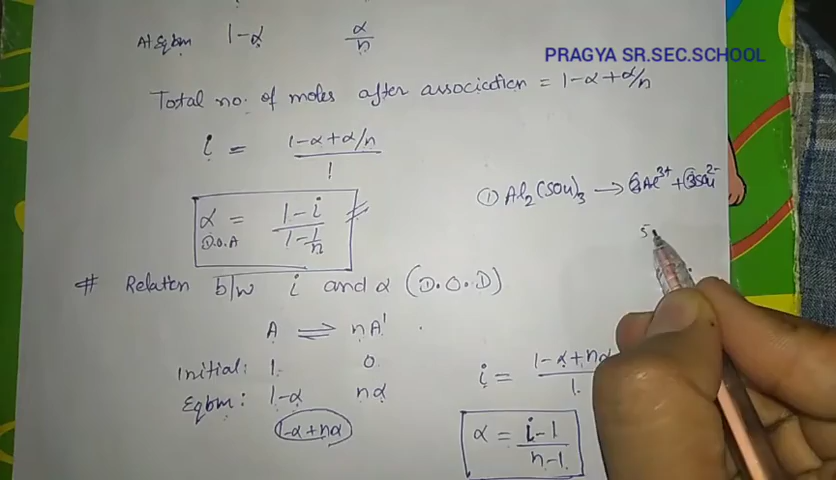 At Eqbm 1-α α/n
PRAGYA SR.SEC.SCHOOL
Total no. of moles after association = 1-α+α/n
i = (1-α+α/n)/1
① Al₂(SO₄)₃ → 2Al³⁺ + 3SO₄²⁻
α = (1-i)/(1-1/n)
D.O.A
5
# Relation b/w i and α (D.O.D)
A ⇌ nA'
Initial: 1 0
i = (1-α+nα)/1
Eqbm: 1-α nα
1-α+nα
α = (i-1)/(n-1)